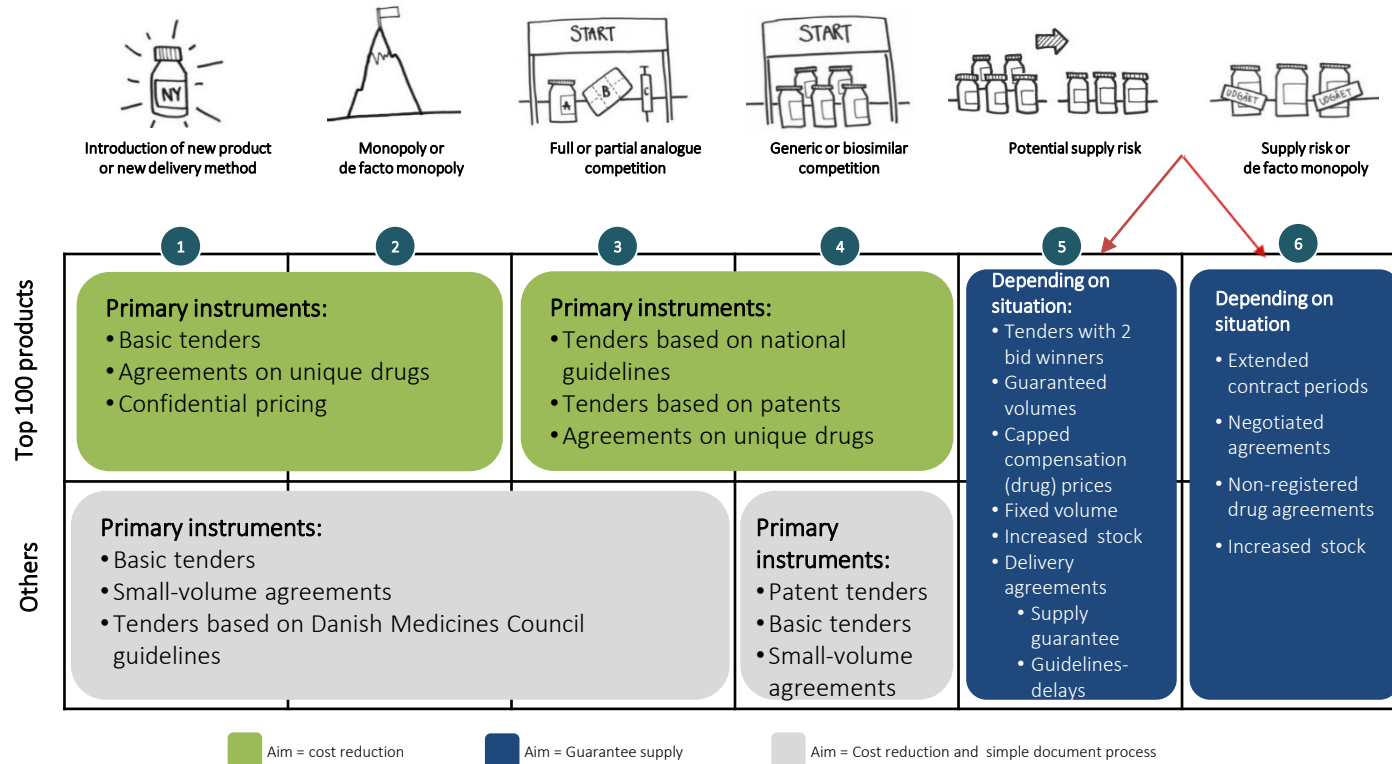 NY
START
A
B
C
START
UDGÅET
UDGÅET
Introduction of new product
or new delivery method
Monopoly or
de facto monopoly
Full or partial analogue
competition
Generic or biosimilar
competition
Potential supply risk
Supply risk or
de facto monopoly
1
2
3
4
5
6
Top 100 products
Primary instruments:
•Basic tenders
•Agreements on unique drugs
•Confidential pricing
Primary instruments:
•Tenders based on national
guidelines
•Tenders based on patents
•Agreements on unique drugs
Depending on
situation:
•Tenders with 2
bid winners
•Guaranteed
volumes
•Capped
compensation
(drug) prices
•Fixed volume
•Increased stock
•Delivery
agreements
•Supply
guarantee
•Guidelines-
delays
Depending on
situation
•Extended
contract periods
•Negotiated
agreements
•Non-registered
drug agreements
•Increased stock
Others
Primary instruments:
•Basic tenders
•Small-volume agreements
•Tenders based on Danish Medicines Council
guidelines
Primary
instruments:
•Patent tenders
•Basic tenders
•Small-volume
agreements
Aim = cost reduction
Aim = Guarantee supply
Aim = Cost reduction and simple document process